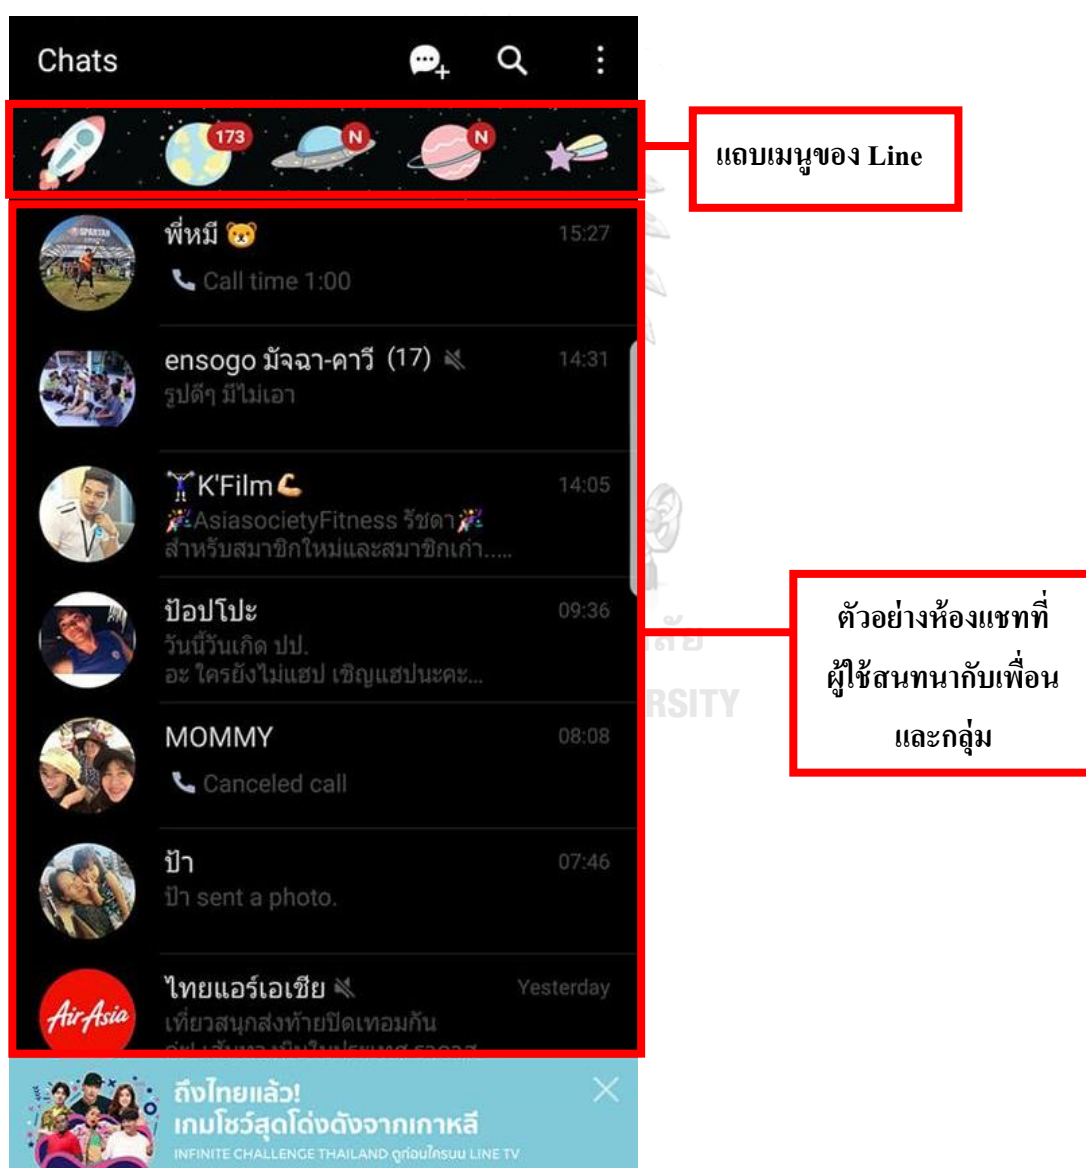 Chats
173
N
N
แถบเมนูของ Line
SPARTAN
พี่หมี 🐻
15:27
Call time 1:00
ensogo มัจฉา-คาวี (17)
14:31
รูปดีๆ มีไม่เอา
K'Film💪
14:05
🎉AsiasocietyFitness รัชดา🎉
สำหรับสมาชิกใหม่และสมาชิกเก่า.....
ป๋อปโปะ
09:36
วันนี้วันเกิด ปป.
อะ ใครยังไม่แฮป เชิญแฮปนะคะ...
ตัวอย่างห้องแชทที่
ผู้ใช้สนทนากับเพื่อน
และกลุ่ม
ลัย
RSITY
MOMMY
08:08
Canceled call
ป้า
07:46
ป้า sent a photo.
AirAsia
ไทยแอร์เอเชีย
Yesterday
เที่ยวสนุกส่งท้ายปิดเทอมกัน
ถึงไทยแล้ว!
เกมโชว์สุดโด่งดังจากเกาหลี
INFINITE CHALLENGE THAILAND ดูก่อนใครบน LINE TV